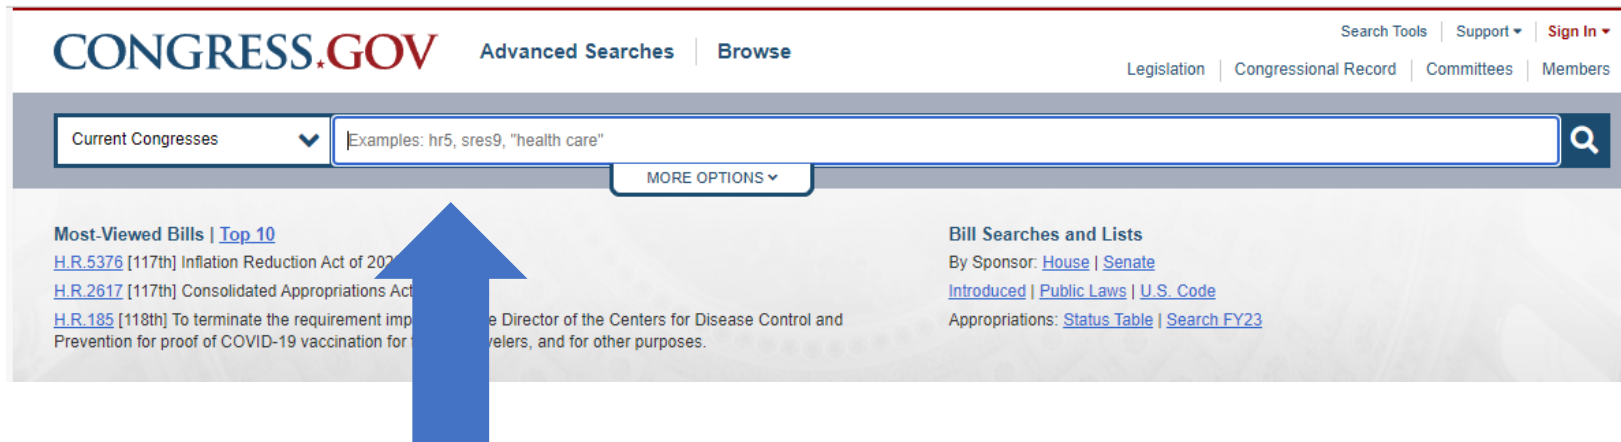 CONGRESS.GOV
Advanced Searches
Browse
Search Tools
Support
Sign In
Legislation
Congressional Record
Committees
Members
Current Congresses
Examples: hr5, sres9, "health care"
MORE OPTIONS
Most-Viewed Bills | Top 10
H.R.5376 [117th] Inflation Reduction Act of
H.R.2617 [117th] Consolidated Appropriations Act
H.R.185 [118th] To terminate the requirement Director of the Centers for Disease Control and
Prevention for proof of COVID-19 vaccination for and for other purposes.
Bill Searches and Lists
By Sponsor: House | Senate
Introduced | Public Laws | U.S. Code
Appropriations: Status Table | Search FY23